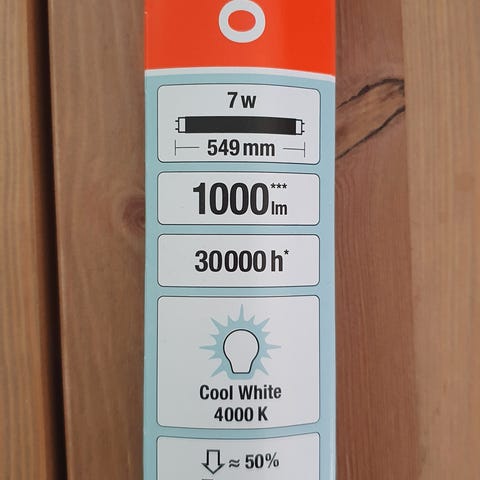 O
7 w
549 mm
1000 lm***
30000 h*
Cool White
4000 K
≈ 50%